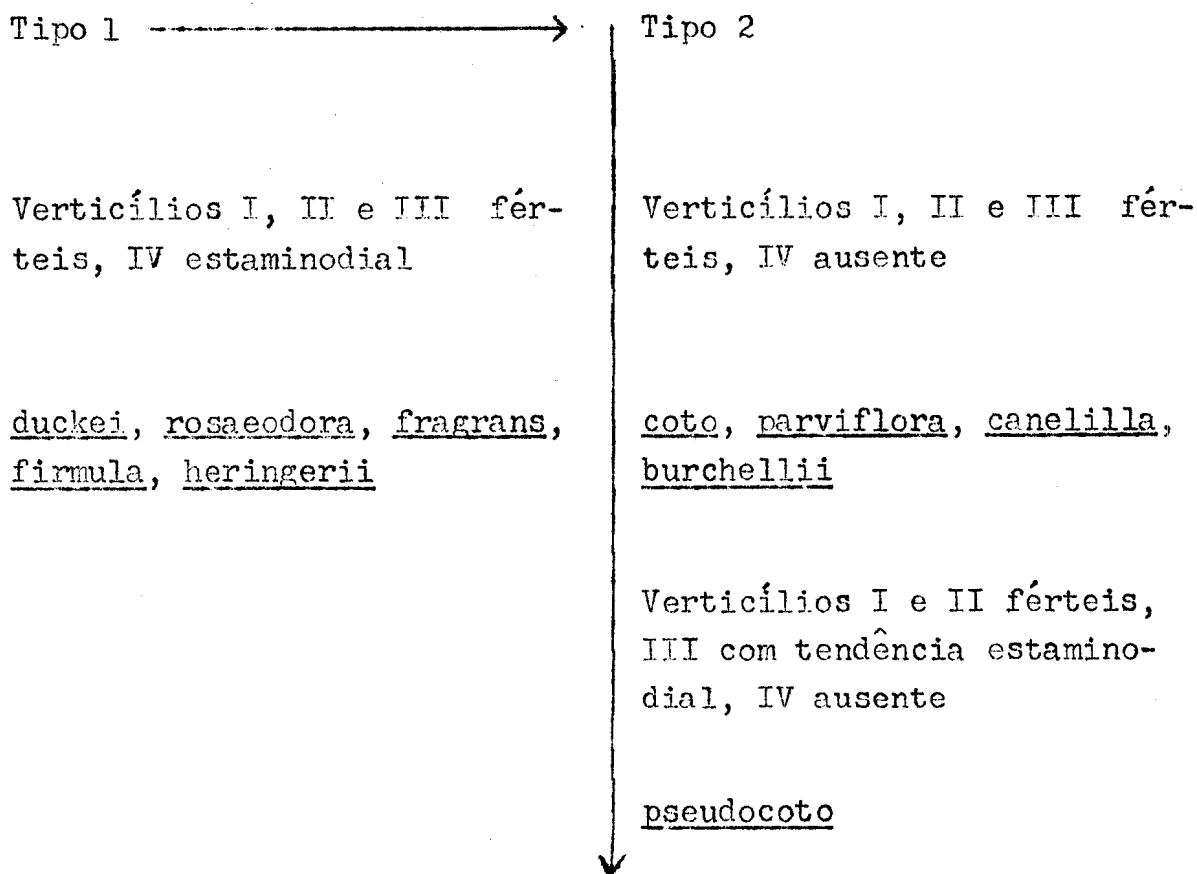 Tipo 1
Verticílios I, II e III fér-
teis, IV estaminodial
duckei, rosaeodora, fragrans,
firmula, heringerii
Tipo 2
Verticílios I, II e III fér-
teis, IV ausente
coto, parviflora, canelilla,
burchellii
Verticílios I e II férteis,
III com tendência estamino-
dial, IV ausente
pseudocoto